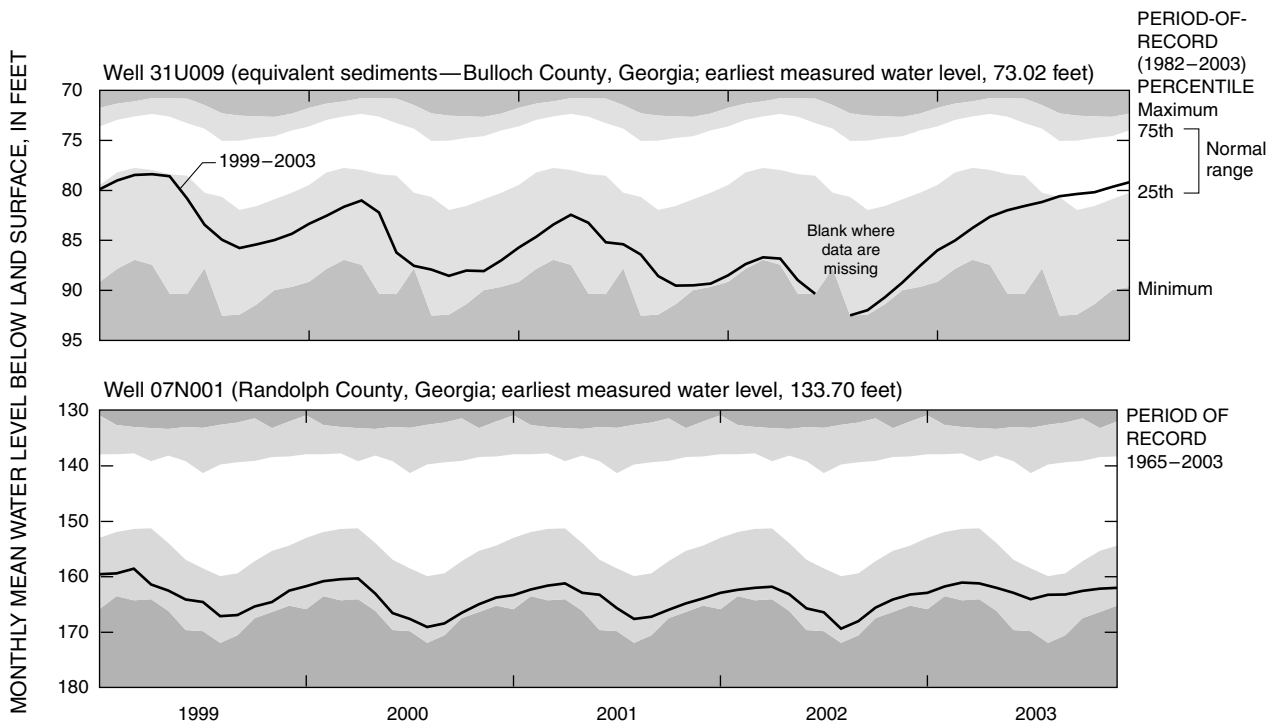 MONTHLY MEAN WATER LEVEL BELOW LAND SURFACE, IN FEET
Well 31U009 (equivalent sediments—Bulloch County, Georgia; earliest measured water level, 73.02 feet)
PERIOD-OF-
RECORD
(1982–2003)
PERCENTILE
Maximum
75th
Normal
range
25th
Minimum
70
75
80
85
90
95
1999–2003
Blank where
data are
missing
Well 07N001 (Randolph County, Georgia; earliest measured water level, 133.70 feet)
PERIOD OF
RECORD
1965–2003
130
140
150
160
170
180
1999
2000
2001
2002
2003